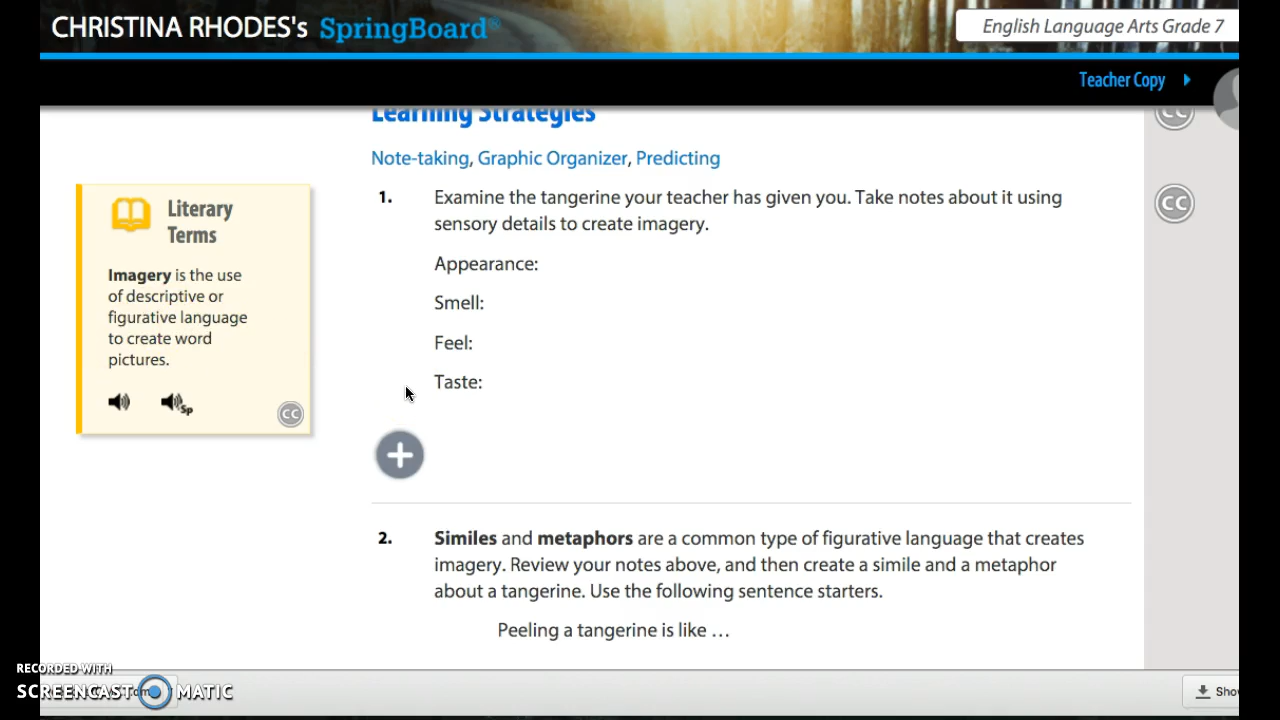 CHRISTINA RHODES's SpringBoard®
English Language Arts Grade 7
Teacher Copy
Learning Strategies
Note-taking, Graphic Organizer, Predicting
Literary
Terms
Imagery is the use
of descriptive or
figurative language
to create word
pictures.
Sp
CC
1. Examine the tangerine your teacher has given you. Take notes about it using
sensory details to create imagery.
Appearance:
Smell:
Feel:
Taste:
CC
CC
2. Similes and metaphors are a common type of figurative language that creates
imagery. Review your notes above, and then create a simile and a metaphor
about a tangerine. Use the following sentence starters.
Peeling a tangerine is like …
RECORDED WITH
SCREENCAST MATIC